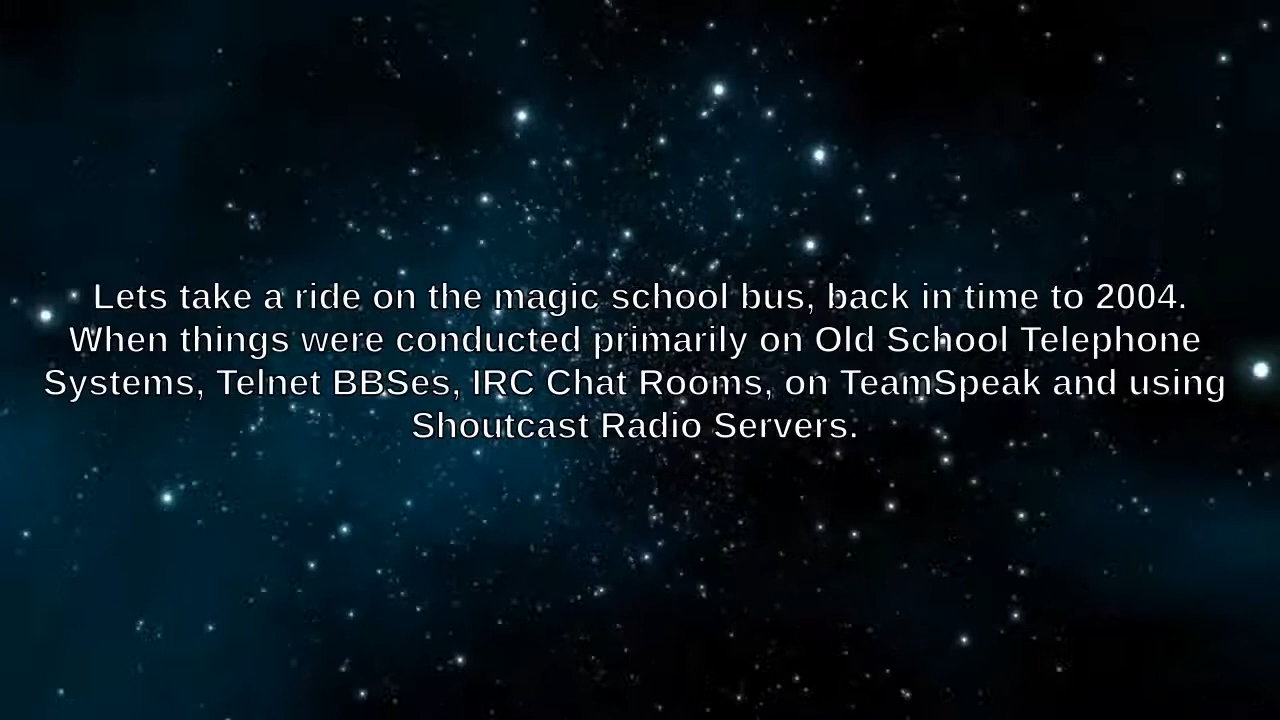 Lets take a ride on the magic school bus, back in time to 2004.
When things were conducted primarily on Old School Telephone
Systems, Telnet BBSes, IRC Chat Rooms, on TeamSpeak and using
Shoutcast Radio Servers.